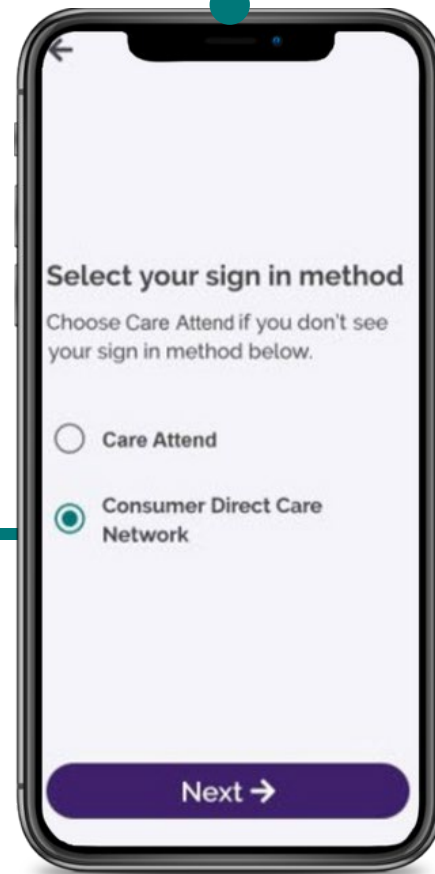 Select your sign in method
Choose Care Attend if you don't see
your sign in method below.
Care Attend
Consumer Direct Care
Network
Next →